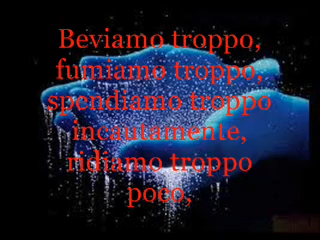 Beviamo troppo,
fumiamo troppo,
spendiamo troppo
incautamente,
ridiamo troppo
poco,